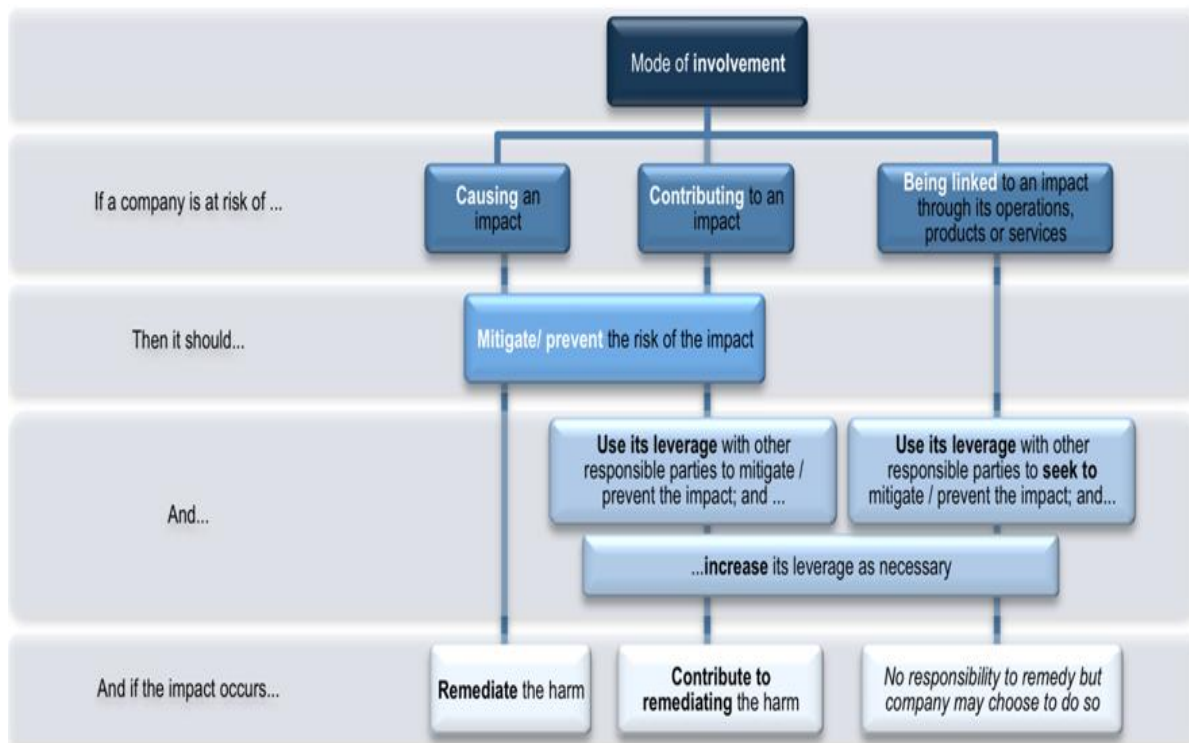 Mode of involvement
If a company is at risk of ...
Causing an
impact
Contributing to an
impact
Being linked to an impact
through its operations,
products or services
Then it should...
Mitigate/ prevent the risk of the impact
And...
Use its leverage with other
responsible parties to mitigate /
prevent the impact; and ...
Use its leverage with other
responsible parties to seek to
mitigate / prevent the impact; and...
...increase its leverage as necessary
And if the impact occurs...
Remediate the harm
Contribute to
remediating the harm
No responsibility to remedy but
company may choose to do so